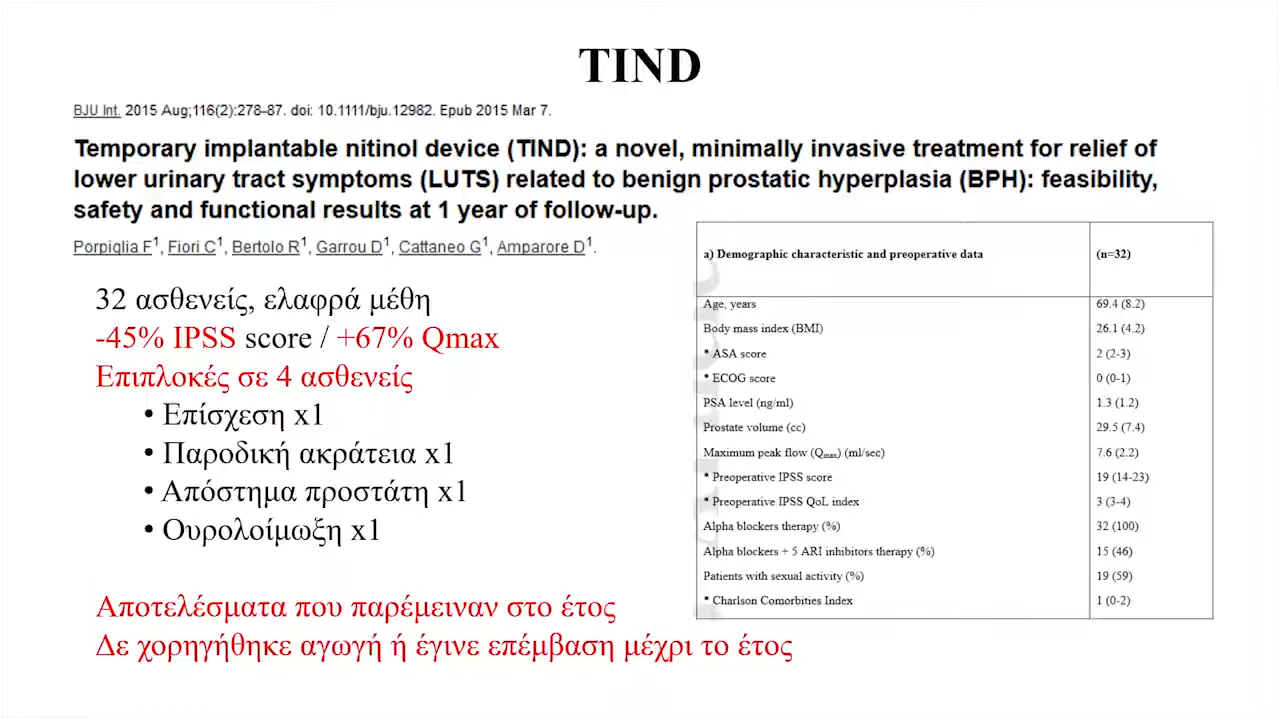 TIND
BJU Int. 2015 Aug;116(2):278-87. doi: 10.1111/bju.12982. Epub 2015 Mar 7.
Temporary implantable nitinol device (TIND): a novel, minimally invasive treatment for relief of
lower urinary tract symptoms (LUTS) related to benign prostatic hyperplasia (BPH): feasibility,
safety and functional results at 1 year of follow-up.
Porpiglia F1, Fiori C1, Bertolo R1, Garrou D1, Cattaneo G1, Amparore D1.
32 ασθενείς, ελαφρά μέθη
-45% IPSS score / +67% Qmax
Επιπλοκές σε 4 ασθενείς
• Επίσχεση x1
• Παροδική ακράτεια x1
• Απόστημα προστάτη x1
• Ουρολοίμωξη x1
Αποτελέσματα που παρέμειναν στο έτος
Δε χορηγήθηκε αγωγή ή έγινε επέμβαση μέχρι το έτος
a) Demographic characteristic and preoperative data (n=32)
Age, years 69.4 (8.2)
Body mass index (BMI) 26.1 (4.2)
* ASA score 2 (2-3)
* ECOG score 0 (0-1)
PSA level (ng/ml) 1.3 (1.2)
Prostate volume (cc) 29.5 (7.4)
Maximum peak flow (Qmax) (ml/sec) 7.6 (2.2)
* Preoperative IPSS score 19 (14-23)
* Preoperative IPSS QoL index 3 (3-4)
Alpha blockers therapy (%) 32 (100)
Alpha blockers + 5 ARI inhibitors therapy (%) 15 (46)
Patients with sexual activity (%) 19 (59)
* Charlson Comorbities Index 1 (0-2)